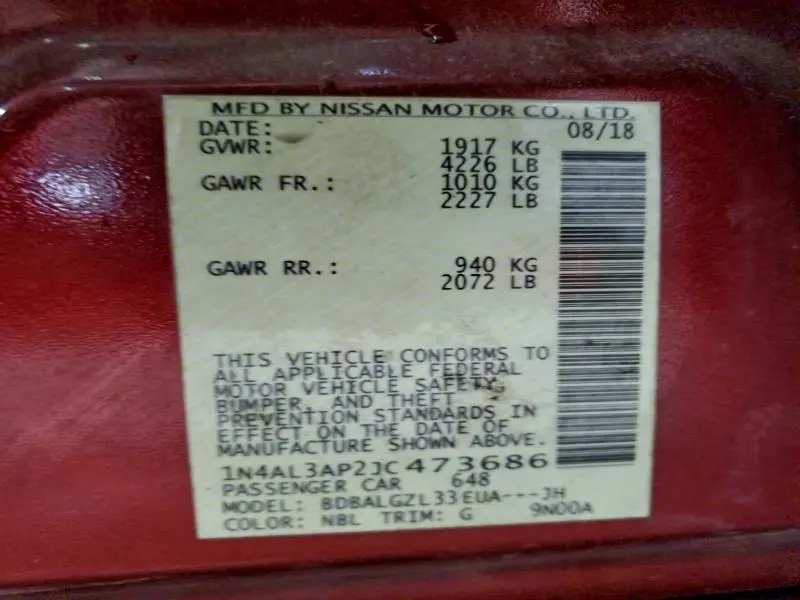 MFD BY NISSAN MOTOR CO., LTD.
DATE: 08/18
GVWR: 1917 KG
4226 LB
GAWR FR.: 1010 KG
2227 LB
GAWR RR.: 940 KG
2072 LB
THIS VEHICLE CONFORMS TO
ALL APPLICABLE FEDERAL
MOTOR VEHICLE SAFETY,
BUMPER, AND THEFT
PREVENTION STANDARDS IN
EFFECT ON THE DATE OF
MANUFACTURE SHOWN ABOVE.
1N4AL3AP2JC473686
PASSENGER CAR 648
MODEL: BDBALGZL33EUA---JH
COLOR: NBL TRIM: G 9N00A